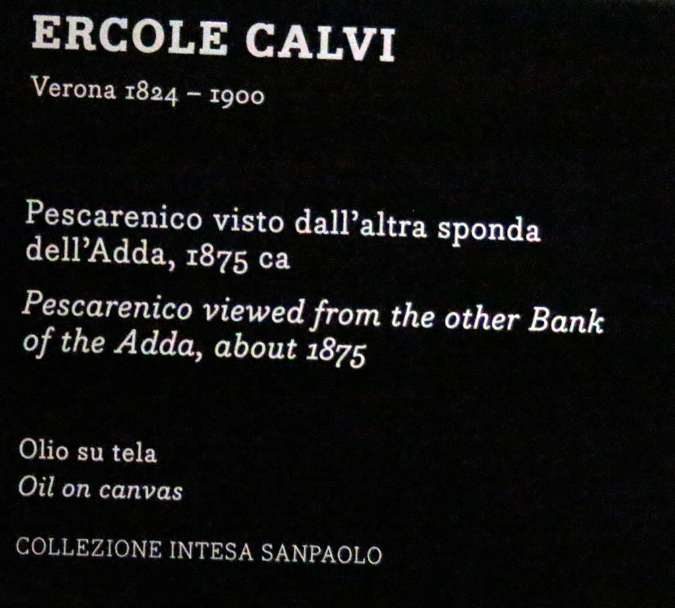 ERCOLE CALVI
Verona 1824 – 1900
Pescarenico visto dall'altra sponda
dell'Adda, 1875 ca
Pescarenico viewed from the other Bank
of the Adda, about 1875
Olio su tela
Oil on canvas
COLLEZIONE INTESA SANPAOLO